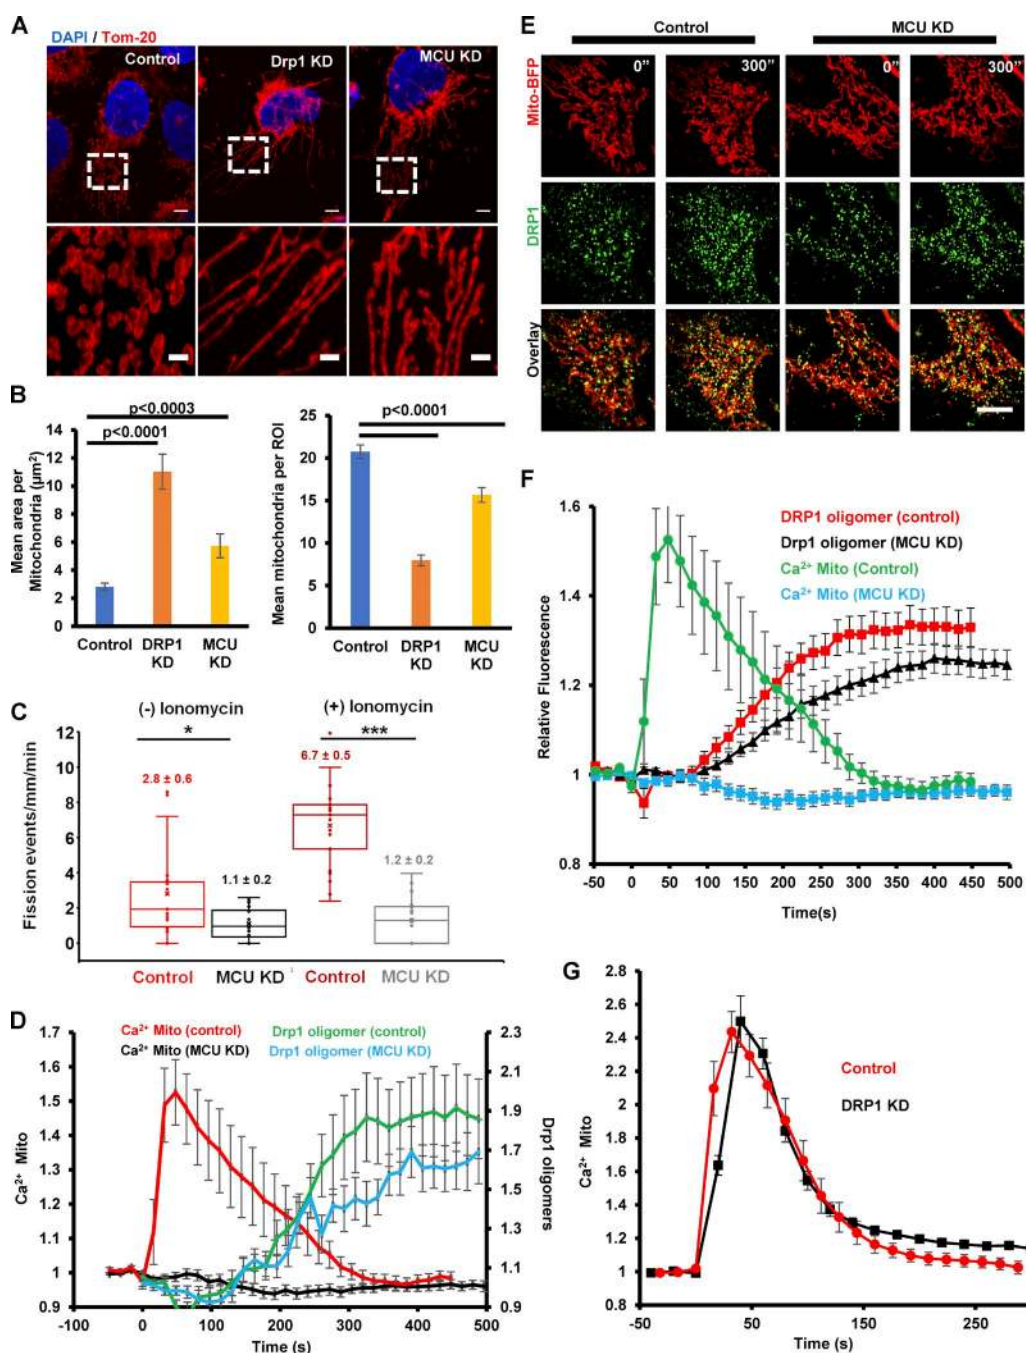 A
DAPI / Tom-20
Control
Drp1 KD
MCU KD
B
p<0.0003
p<0.0001
14
12
10
8
6
4
2
0
Mean area per
Mitochondria (µm²)
Control
DRP1
KD
MCU
KD
p<0.0001
25
20
15
10
5
0
Mean mitochondria per ROI
Control
DRP1
KD
MCU
KD
C
(-) Ionomycin
(+) Ionomycin
*
***
2.8 ± 0.6
1.1 ± 0.2
6.7 ± 0.5
1.2 ± 0.2
12
10
8
6
4
2
0
Fission events/mm/min
Control
MCU KD
Control
MCU KD
D
Ca²⁺ Mito (control)
Drp1 oligomer (control)
Ca²⁺ Mito (MCU KD)
Drp1 oligomer (MCU KD)
1.7
1.6
1.5
1.4
1.3
1.2
1.1
1
0.9
Ca²⁺ Mito
2.3
2.1
1.9
1.7
1.5
1.3
1.1
0.9
Drp1 oligomers
-100 0 100 200 300 400 500
Time (s)
E
Control
MCU KD
0”
300”
0”
300”
Mito-BFP
DRP1
Overlay
F
DRP1 oligomer (control)
Drp1 oligomer (MCU KD)
Ca²⁺ Mito (Control)
Ca²⁺ Mito (MCU KD)
1.6
1.4
1.2
1
0.8
Relative Fluorescence
-50 0 50 100 150 200 250 300 350 400 450 500
Time(s)
G
Control
DRP1 KD
2.8
2.6
2.4
2.2
2.0
1.8
1.6
1.4
1.2
1.0
0.8
Ca²⁺ Mito
-50 50 150 250
Time (s)